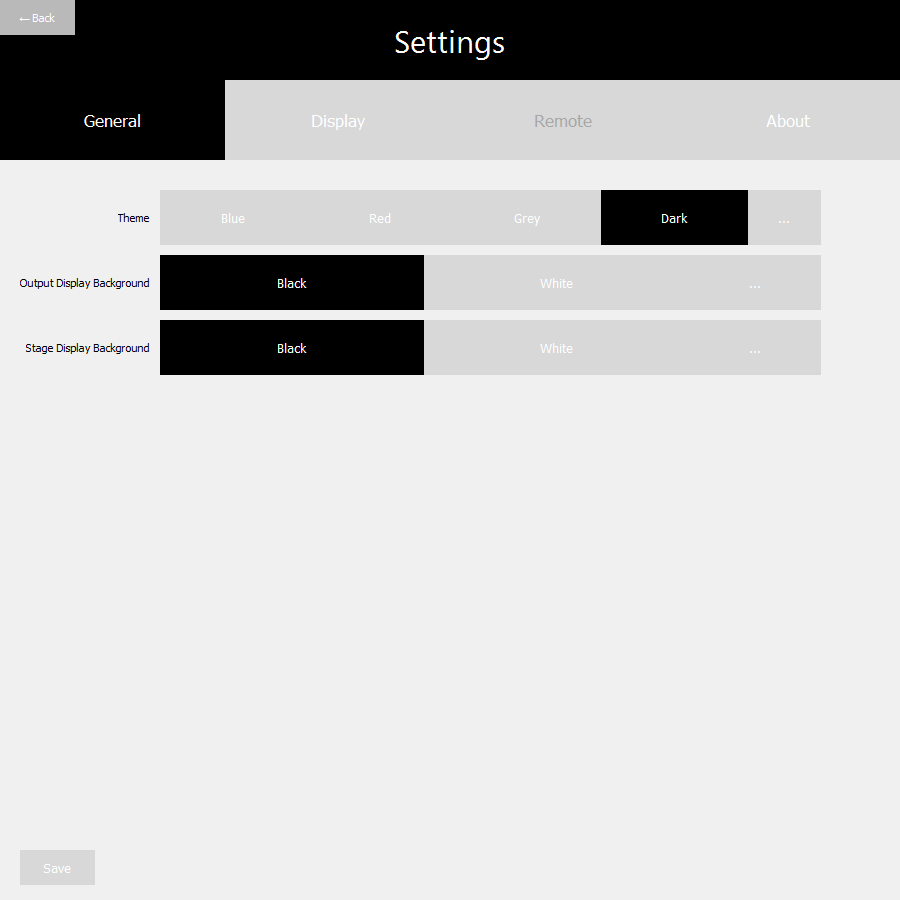 ←Back
Settings
General Display Remote About
Theme Blue Red Grey Dark ...
Output Display Background Black White ...
Stage Display Background Black White ...
Save